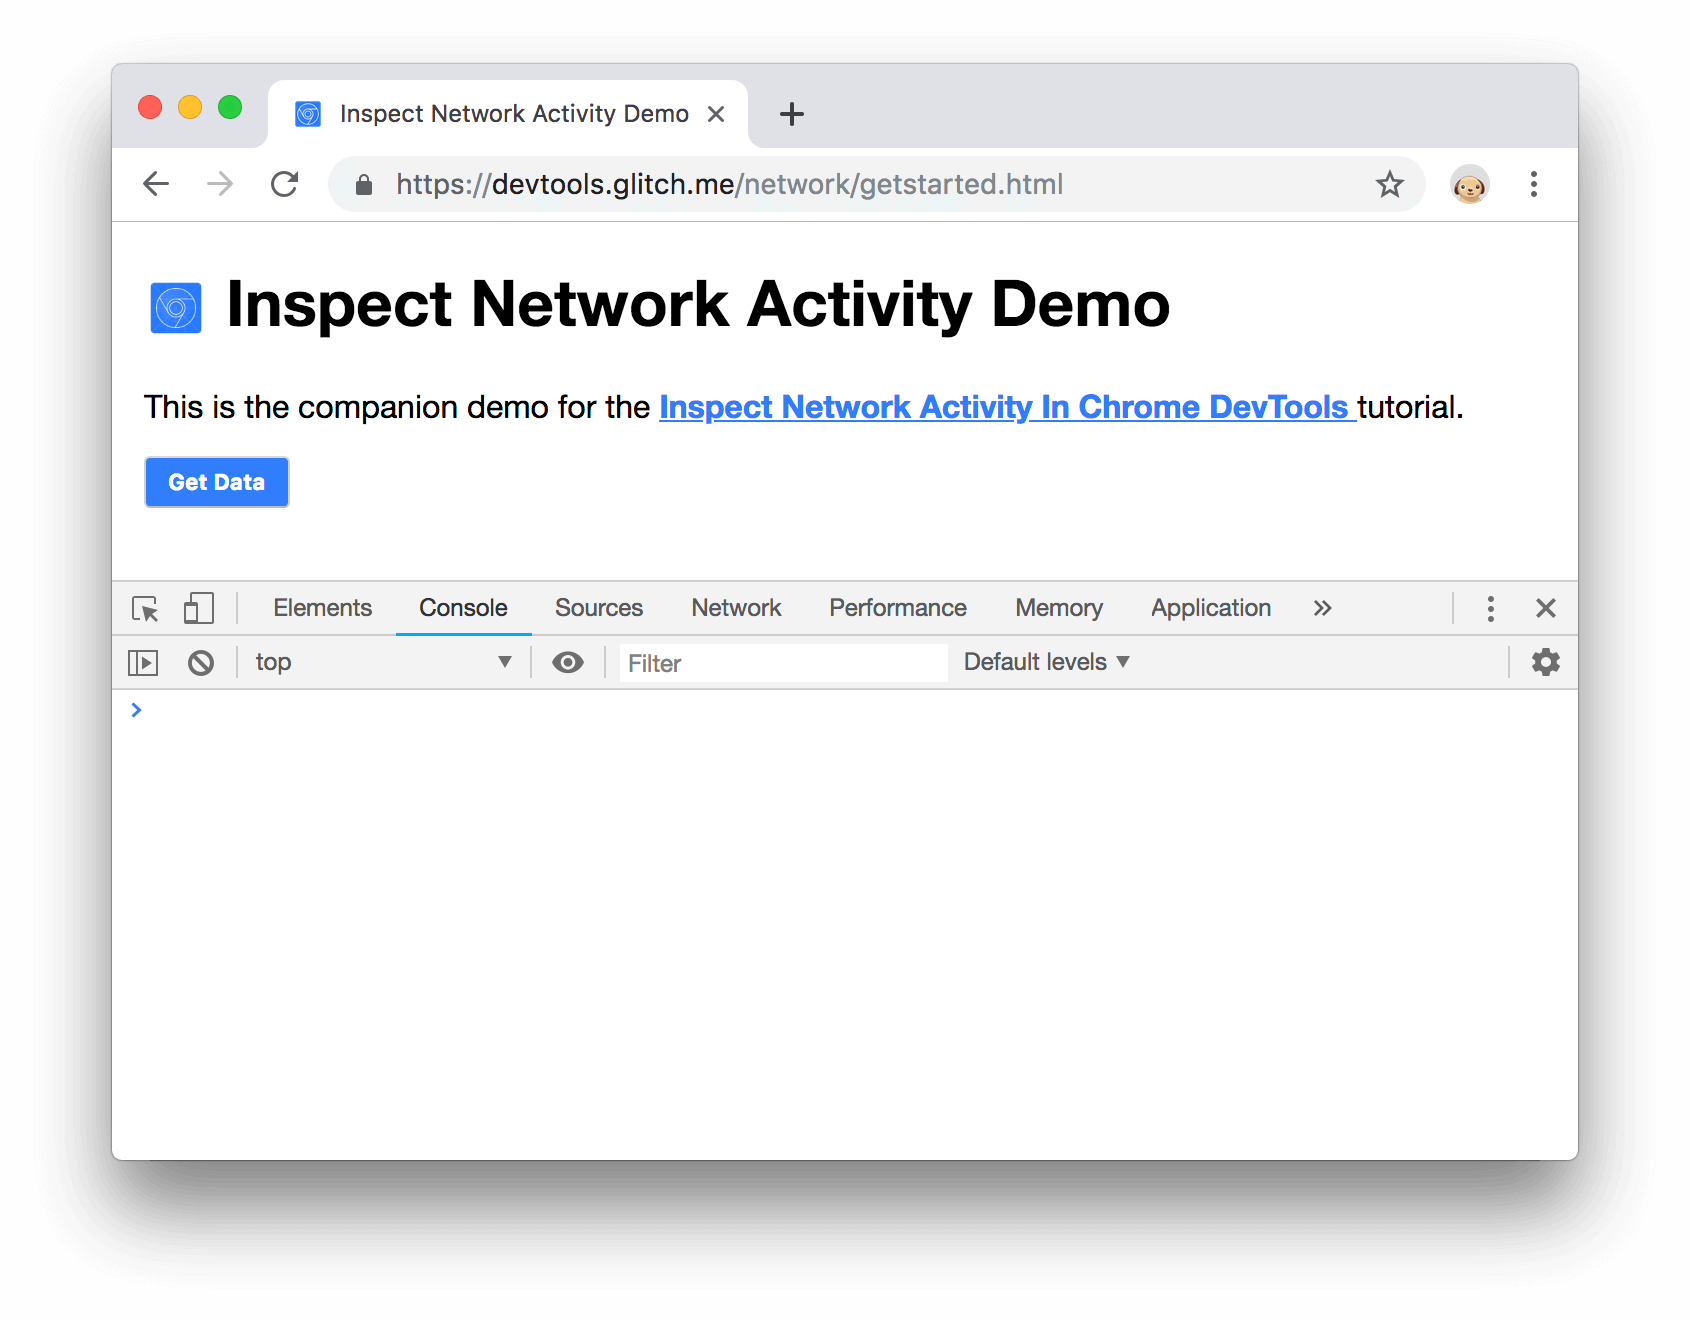 Inspect Network Activity Demo
https://devtools.glitch.me/network/getstarted.html
Inspect Network Activity Demo
This is the companion demo for the Inspect Network Activity In Chrome DevTools tutorial.
Get Data
Elements Console Sources Network Performance Memory Application
top Filter Default levels